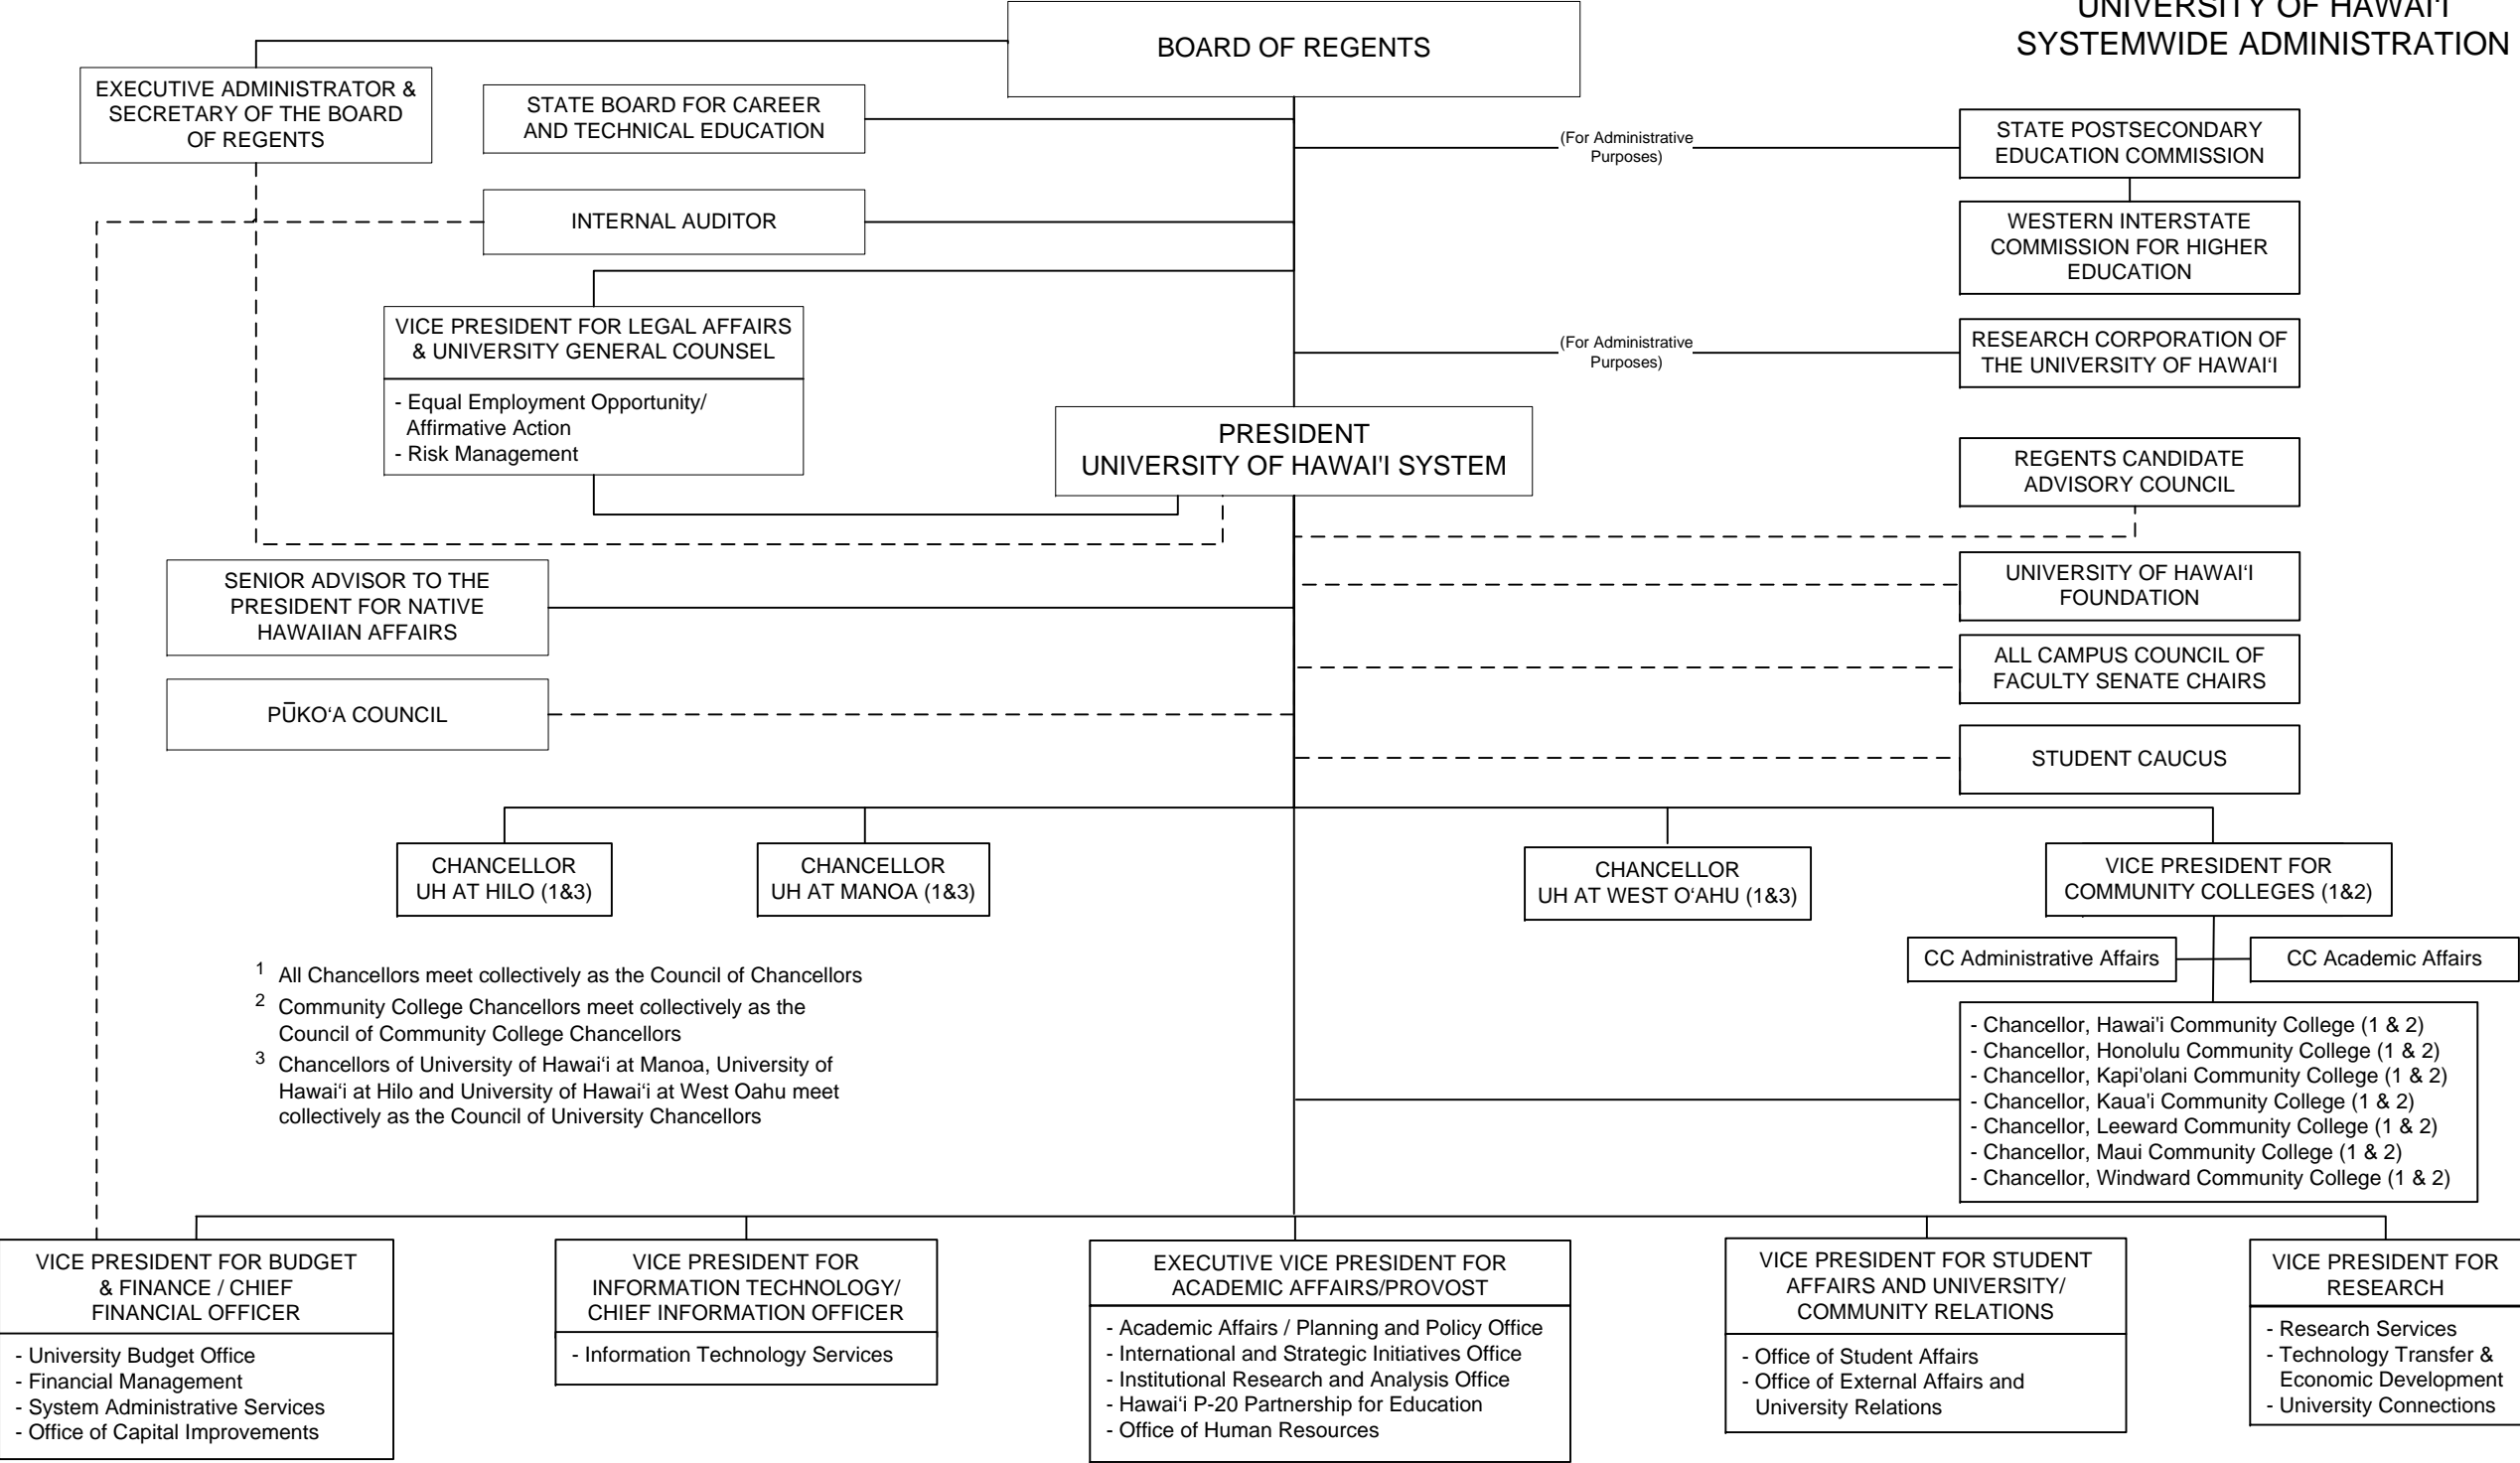 UNIVERSITY OF HAWAI'I
SYSTEMWIDE ADMINISTRATION
BOARD OF REGENTS
EXECUTIVE ADMINISTRATOR &
SECRETARY OF THE BOARD
OF REGENTS
STATE BOARD FOR CAREER
AND TECHNICAL EDUCATION
(For Administrative
Purposes)
STATE POSTSECONDARY
EDUCATION COMMISSION
INTERNAL AUDITOR
WESTERN INTERSTATE
COMMISSION FOR HIGHER
EDUCATION
VICE PRESIDENT FOR LEGAL AFFAIRS
& UNIVERSITY GENERAL COUNSEL
- Equal Employment Opportunity/
Affirmative Action
- Risk Management
(For Administrative
Purposes)
RESEARCH CORPORATION OF
THE UNIVERSITY OF HAWAI‘I
PRESIDENT
UNIVERSITY OF HAWAI'I SYSTEM
REGENTS CANDIDATE
ADVISORY COUNCIL
SENIOR ADVISOR TO THE
PRESIDENT FOR NATIVE
HAWAIIAN AFFAIRS
UNIVERSITY OF HAWAI‘I
FOUNDATION
ALL CAMPUS COUNCIL OF
FACULTY SENATE CHAIRS
PŪKO‘A COUNCIL
STUDENT CAUCUS
CHANCELLOR
UH AT HILO (1&3)
CHANCELLOR
UH AT MANOA (1&3)
CHANCELLOR
UH AT WEST O‘AHU (1&3)
VICE PRESIDENT FOR
COMMUNITY COLLEGES (1&2)
CC Administrative Affairs
CC Academic Affairs
1 All Chancellors meet collectively as the Council of Chancellors
2 Community College Chancellors meet collectively as the
Council of Community College Chancellors
3 Chancellors of University of Hawai‘i at Manoa, University of
Hawai‘i at Hilo and University of Hawai‘i at West Oahu meet
collectively as the Council of University Chancellors
- Chancellor, Hawai'i Community College (1 & 2)
- Chancellor, Honolulu Community College (1 & 2)
- Chancellor, Kapi'olani Community College (1 & 2)
- Chancellor, Kaua'i Community College (1 & 2)
- Chancellor, Leeward Community College (1 & 2)
- Chancellor, Maui Community College (1 & 2)
- Chancellor, Windward Community College (1 & 2)
VICE PRESIDENT FOR BUDGET
& FINANCE / CHIEF
FINANCIAL OFFICER
- University Budget Office
- Financial Management
- System Administrative Services
- Office of Capital Improvements
VICE PRESIDENT FOR
INFORMATION TECHNOLOGY/
CHIEF INFORMATION OFFICER
- Information Technology Services
EXECUTIVE VICE PRESIDENT FOR
ACADEMIC AFFAIRS/PROVOST
- Academic Affairs / Planning and Policy Office
- International and Strategic Initiatives Office
- Institutional Research and Analysis Office
- Hawai‘i P-20 Partnership for Education
- Office of Human Resources
VICE PRESIDENT FOR STUDENT
AFFAIRS AND UNIVERSITY/
COMMUNITY RELATIONS
- Office of Student Affairs
- Office of External Affairs and
University Relations
VICE PRESIDENT FOR
RESEARCH
- Research Services
- Technology Transfer &
Economic Development
- University Connections